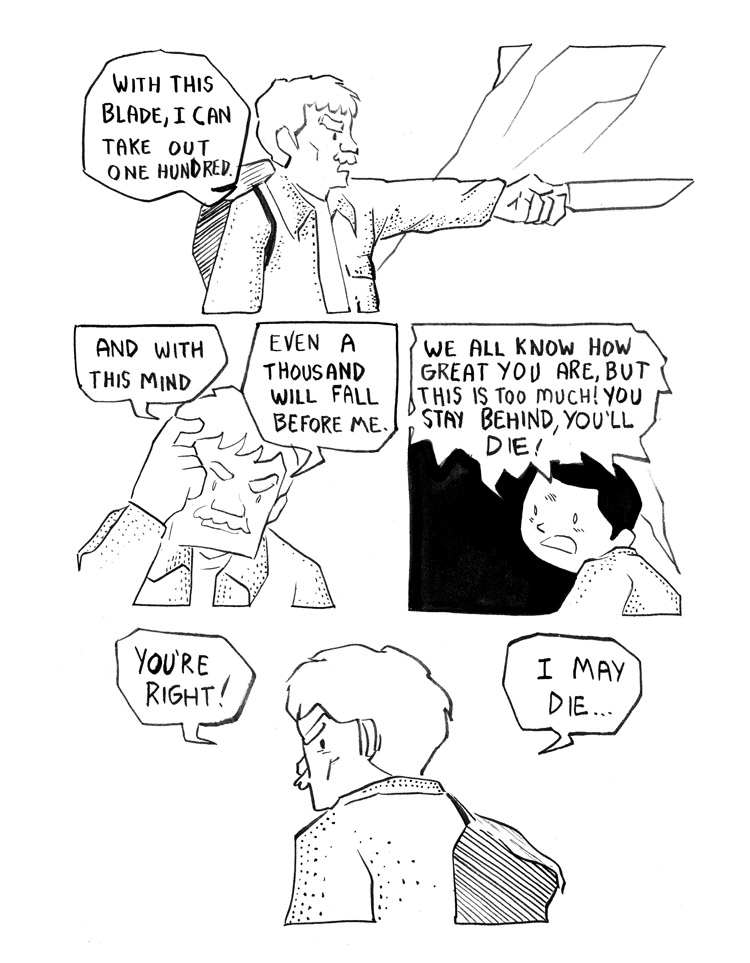 WITH THIS
BLADE, I CAN
TAKE OUT
ONE HUNDRED.
AND WITH
THIS MIND
EVEN A
THOUSAND
WILL FALL
BEFORE ME.
WE ALL KNOW HOW
GREAT YOU ARE, BUT
THIS IS TOO MUCH! YOU
STAY BEHIND, YOU'LL
DIE!
YOU'RE
RIGHT!
I MAY
DIE...